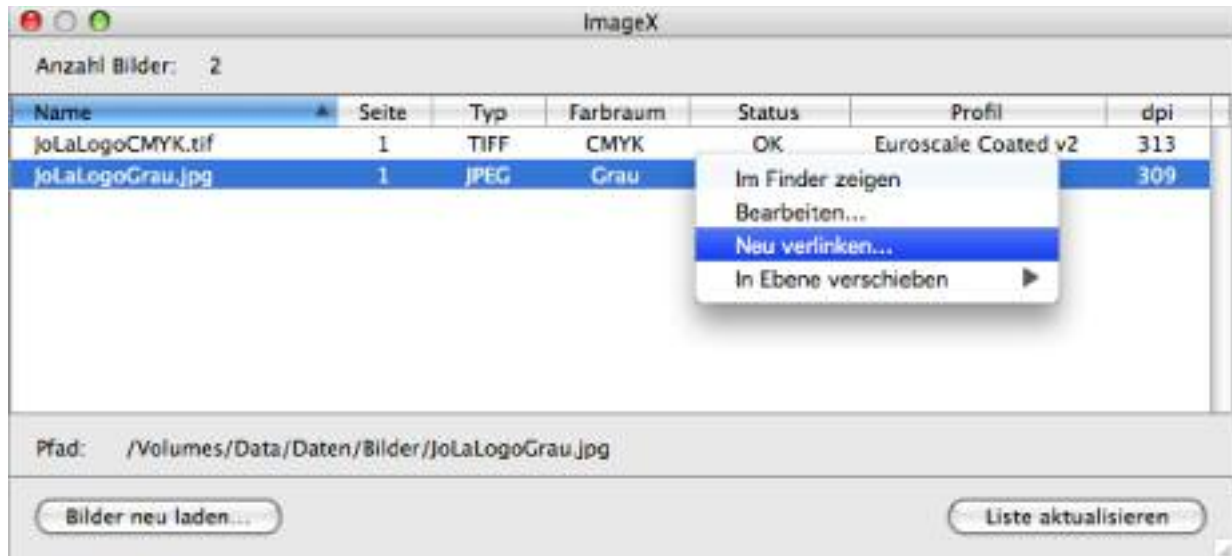 ImageX
Anzahl Bilder: 2
Name Seite Typ Farbraum Status Profil dpi
JoLaLogoCMYK.tif 1 TIFF CMYK OK Euroscale Coated v2 313
JoLaLogoGrau.jpg 1 JPEG Grau 309
Im Finder zeigen
Bearbeiten...
Neu verlinken...
In Ebene verschieben
Pfad: /Volumes/Data/Daten/Bilder/JoLaLogoGrau.jpg
Bilder neu laden... Liste aktualisieren